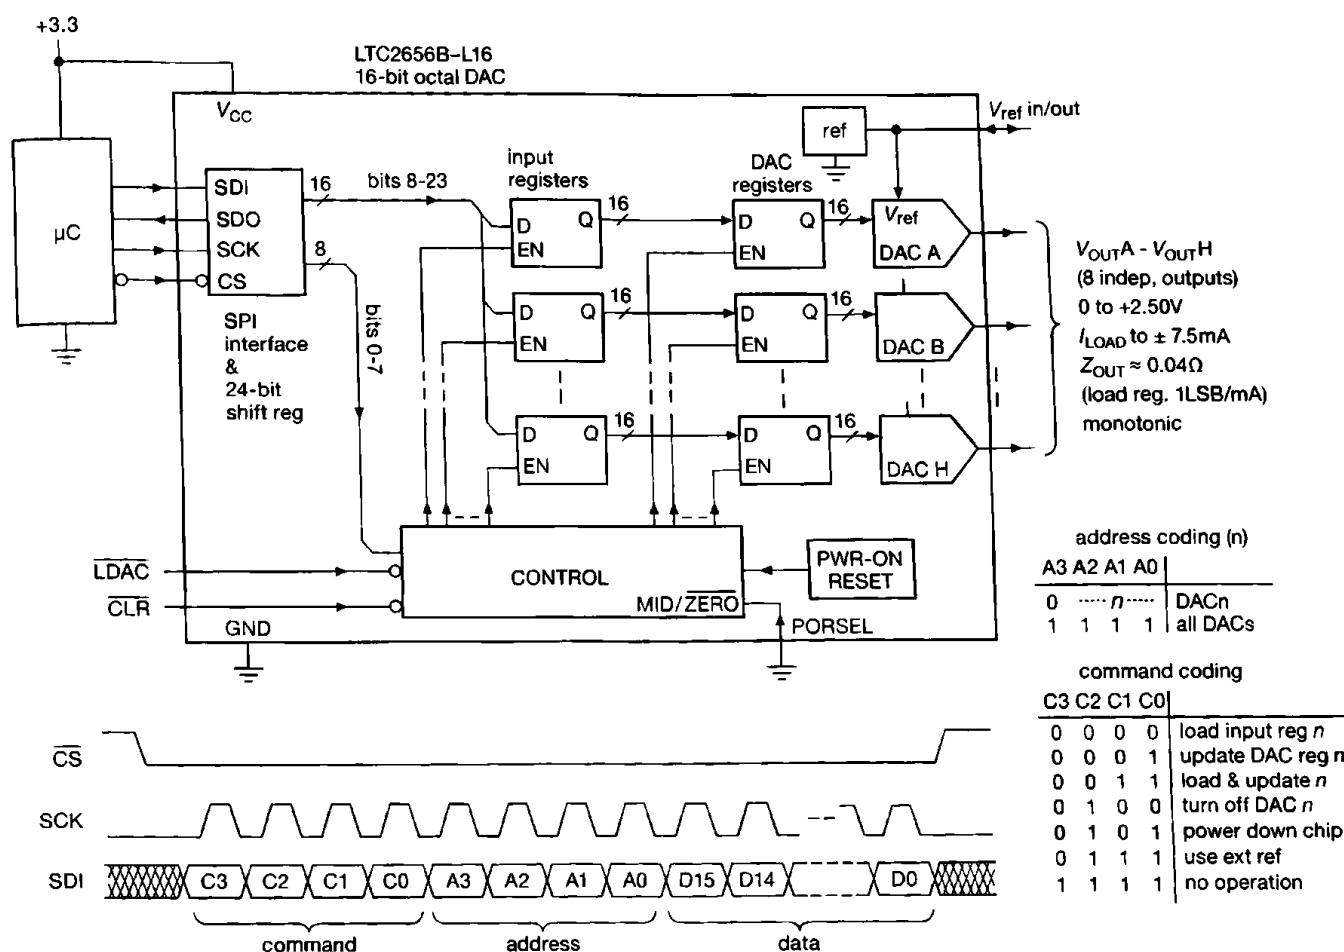 +3.3
LTC2656B–L16
16-bit octal DAC
VCC
ref
Vref in/out
µC
SDI
SDO
SCK
CS
16
8
bits 8-23
bits 0-7
SPI
interface
&
24-bit
shift reg
input
registers
DAC
registers
D Q
EN
16
D Q
EN
16
Vref
DAC A
D Q
EN
16
D Q
EN
16
DAC B
D Q
EN
16
D Q
EN
16
DAC H
VOUTA - VOUTH
(8 indep, outputs)
0 to +2.50V
ILOAD to ± 7.5mA
ZOUT ≈ 0.04Ω
(load reg. 1LSB/mA)
monotonic
LDAC
CLR
CONTROL
MID/ZERO
PWR-ON
RESET
PORSEL
GND
address coding (n)
A3 A2 A1 A0
0 ····· n ····· DACn
1 1 1 1 all DACs
command coding
C3 C2 C1 C0
0 0 0 0 load input reg n
0 0 0 1 update DAC reg n
0 0 1 1 load & update n
0 1 0 0 turn off DAC n
0 1 0 1 power down chip
0 1 1 1 use ext ref
1 1 1 1 no operation
CS
SCK
SDI
C3 C2 C1 C0 A3 A2 A1 A0 D15 D14 D0
command address data